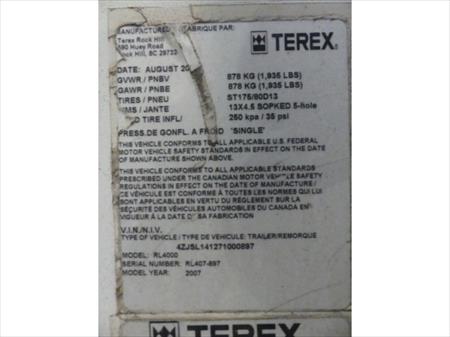 MANUFACTURED FABRIQUE PAR:
Terex Rock Hill
590 Huey Road
Rock Hill, SC 29733
TEREX.
DATE: AUGUST 20
GVWR / PNBV 878 KG (1,935 LBS)
GAWR / PNBE 878 KG (1,935 LBS)
TIRES / PNEU ST175/80D13
RIMS / JANTE 13X4.5 SOPKED 5-hole
TIRE INFL/ 250 kpa / 35 psi
PRESS. DE GONFL. A FROID "SINGLE"
THIS VEHICLE CONFORMS TO ALL APPLICABLE U.S. FEDERAL
MOTOR VEHICLE SAFETY STANDARDS IN EFFECT ON THE DATE
OF MANUFACTURE SHOWN ABOVE.
THIS VEHICLE CONFORMS TO ALL APPLICABLE STANDARDS
PRESCRIBED UNDER THE CANADIAN MOTOR VEHICLE SAFETY
REGULATIONS IN EFFECT ON THE DATE OF MANUFACTURE /
CE VÉHICLE EST CONFORME À TOUTES LES NORMES QUI LUI
SONT APPLICABLES EN VERTU DU RÈGLEMENT SUR LA
SÉCURITÉ DES VÉHICULES AUTOMOBILES DU CANADA EN
VIGUEUR À LA DATE DE SA FABRICATION
V.I.N./N.I.V.
TYPE OF VEHICLE / TYPE DE VEHICULE: TRAILER/REMORQUE
4ZJSL141271000897
MODEL: RL4000
SERIAL NUMBER: RL407-897
MODEL YEAR: 2007
TEREX